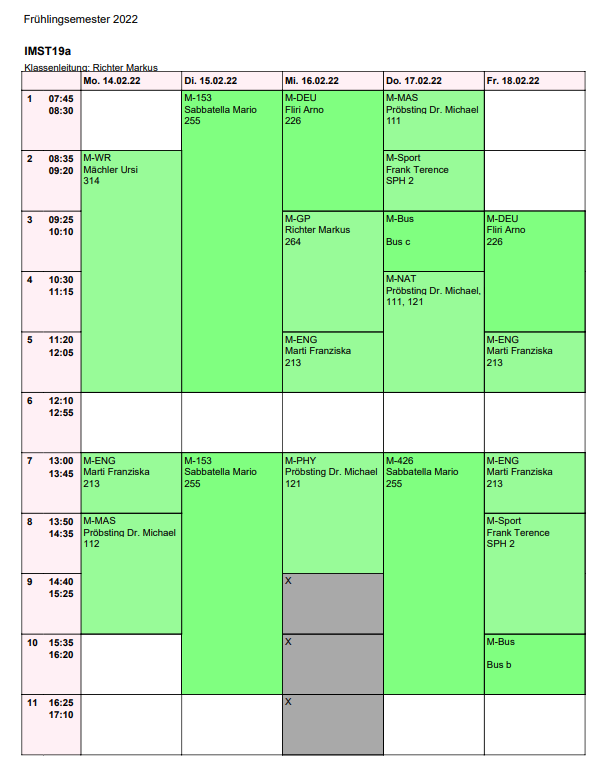 Frühlingsemester 2022
IMST19a
Klassenleitung: Richter Markus
Mo. 14.02.22 Di. 15.02.22 Mi. 16.02.22 Do. 17.02.22 Fr. 18.02.22
1 07:45
08:30
M-153
Sabbatella Mario
255
M-DEU
Fliri Arno
226
M-MAS
Pröbsting Dr. Michael
111
2 08:35
09:20
M-WR
Mächler Ursi
314
M-Sport
Frank Terence
SPH 2
3 09:25
10:10
M-GP
Richter Markus
264
M-Bus
Bus c
M-DEU
Fliri Arno
226
4 10:30
11:15
M-NAT
Pröbsting Dr. Michael,
111, 121
5 11:20
12:05
M-ENG
Marti Franziska
213
M-ENG
Marti Franziska
213
6 12:10
12:55
7 13:00
13:45
M-ENG
Marti Franziska
213
M-153
Sabbatella Mario
255
M-PHY
Pröbsting Dr. Michael
121
M-426
Sabbatella Mario
255
M-ENG
Marti Franziska
213
8 13:50
14:35
M-MAS
Pröbsting Dr. Michael
112
M-Sport
Frank Terence
SPH 2
9 14:40
15:25
X
10 15:35
16:20
X
M-Bus
Bus b
11 16:25
17:10
X